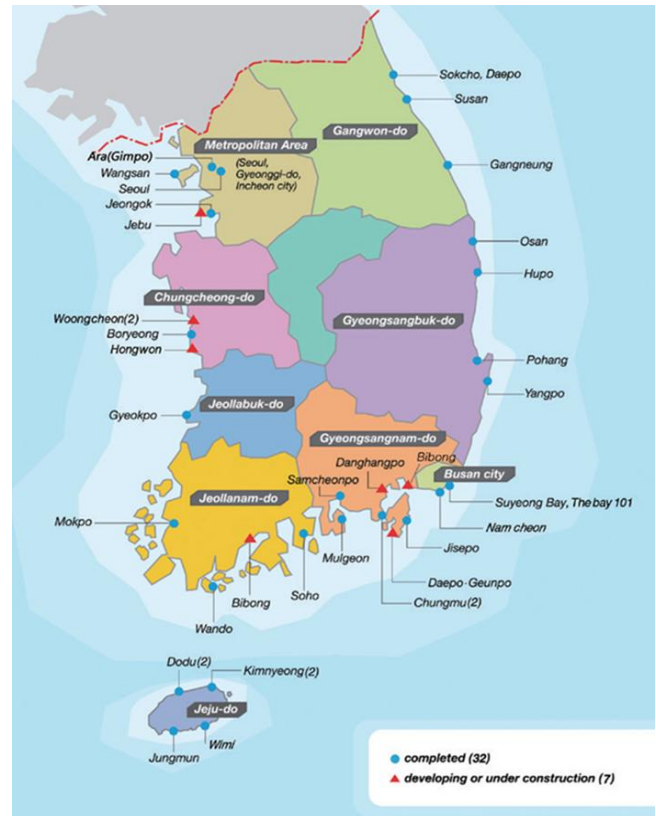 Sokcho, Daepo
Susan
Gangwon-do
Metropolitan Area
(Seoul,
Gyeonggi-do,
Incheon city)
Ara(Gimpo)
Wangsan
Seoul
Jeongok
Jebu
Gangneung
Osan
Hupo
Chungcheong-do
Woongcheon(2)
Boryeong
Hongwon
Gyeongsangbuk-do
Pohang
Yangpo
Gyeokpo
Jeollabuk-do
Gyeongsangnam-do
Danghangpo
Bibong
Busan city
Samcheonpo
Jeollanam-do
Suyeong Bay, The bay 101
Nam cheon
Mokpo
Mulgeon
Jisepo
Daepo·Geunpo
Chungmu(2)
Bibong
Soho
Wando
Dodu(2)
Kimnyeong(2)
Jeju-do
Wimi
Jungmun
completed (32)
developing or under construction (7)